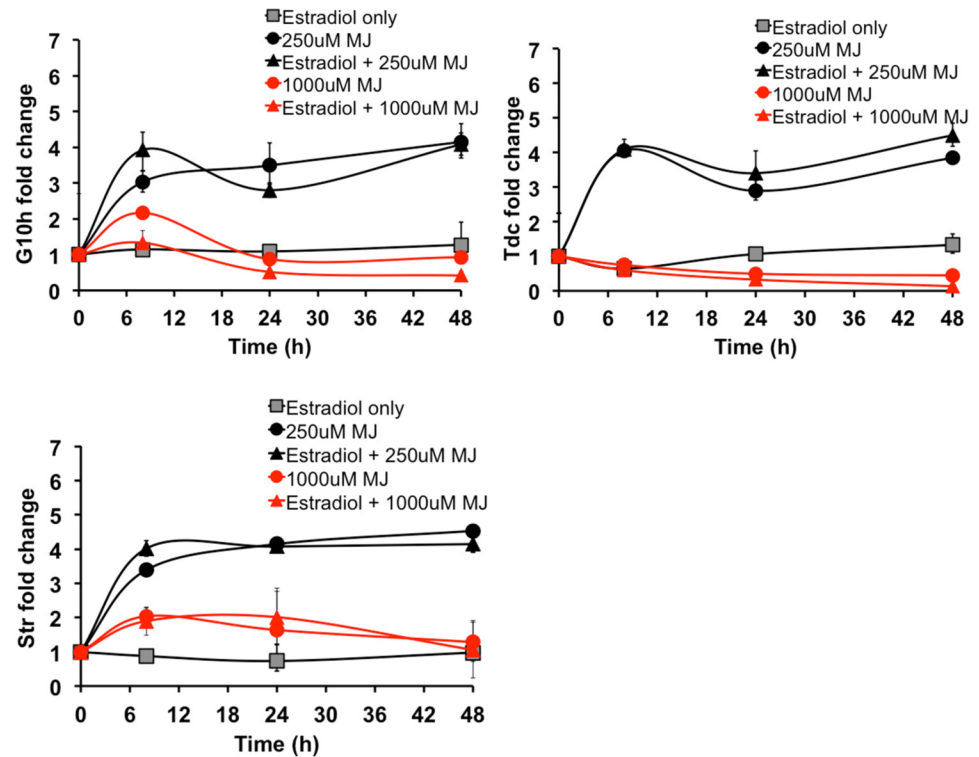 Estradiol only
250uM MJ
Estradiol + 250uM MJ
1000uM MJ
Estradiol + 1000uM MJ
G10h fold change
7
6
5
4
3
2
1
0
0 6 12 18 24 30 36 42 48
Time (h)
Estradiol only
250uM MJ
Estradiol + 250uM MJ
1000uM MJ
Estradiol + 1000uM MJ
Tdc fold change
7
6
5
4
3
2
1
0
0 6 12 18 24 30 36 42 48
Time (h)
Estradiol only
250uM MJ
Estradiol + 250uM MJ
1000uM MJ
Estradiol + 1000uM MJ
Str fold change
7
6
5
4
3
2
1
0
0 6 12 18 24 30 36 42 48
Time (h)